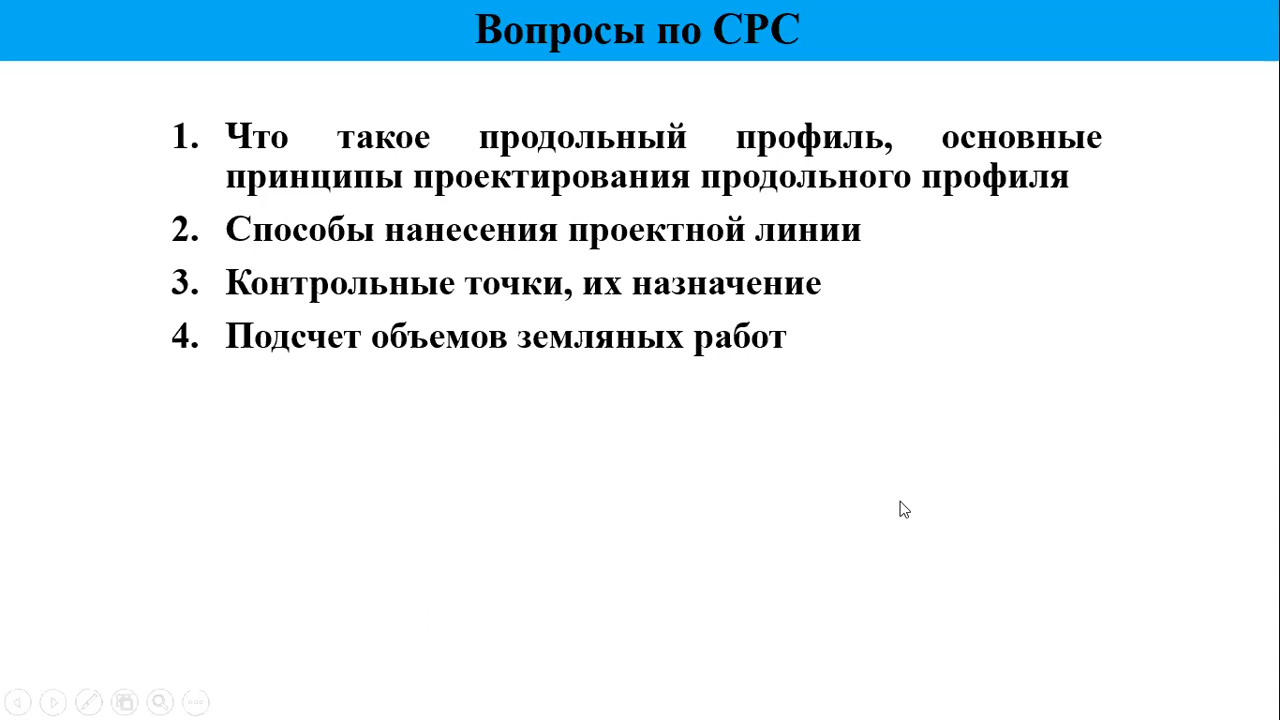 Вопросы по СРС
1. Что такое продольный профиль, основные
принципы проектирования продольного профиля
2. Способы нанесения проектной линии
3. Контрольные точки, их назначение
4. Подсчет объемов земляных работ